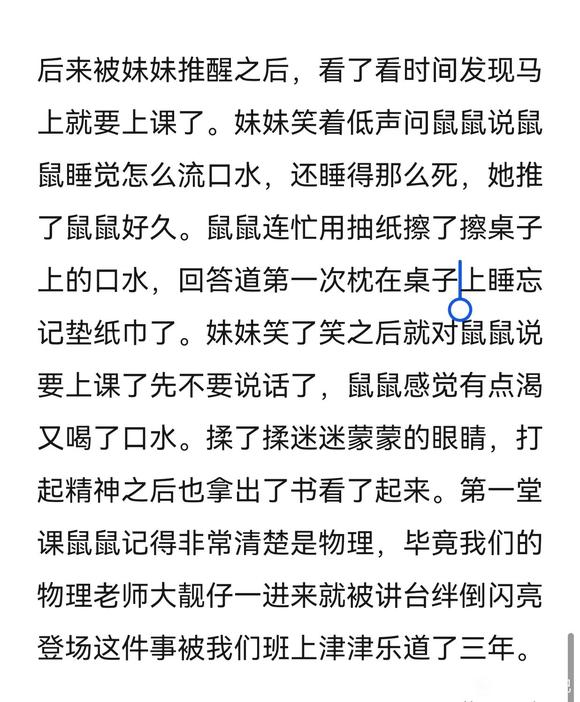 后来被妹妹推醒之后，看了看时间发现马
上就要上课了。妹妹笑着低声问鼠鼠说鼠
鼠睡觉怎么流口水，还睡得那么死，她推
了鼠鼠好久。鼠鼠连忙用抽纸擦了擦桌子
上的口水，回答道第一次枕在桌子上睡忘
记垫纸巾了。妹妹笑了笑之后就对鼠鼠说
要上课了先不要说话了，鼠鼠感觉有点渴
又喝了口水。揉了揉迷迷蒙蒙的眼睛，打
起精神之后也拿出了书看了起来。第一堂
课鼠鼠记得非常清楚是物理，毕竟我们的
物理老师大靓仔一进来就被讲台绊倒闪亮
登场这件事被我们班上津津乐道了三年。